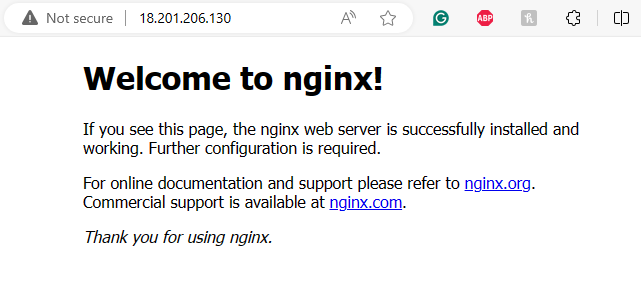 Not secure 18.201.206.130
Welcome to nginx!
If you see this page, the nginx web server is successfully installed and
working. Further configuration is required.
For online documentation and support please refer to nginx.org.
Commercial support is available at nginx.com.
Thank you for using nginx.